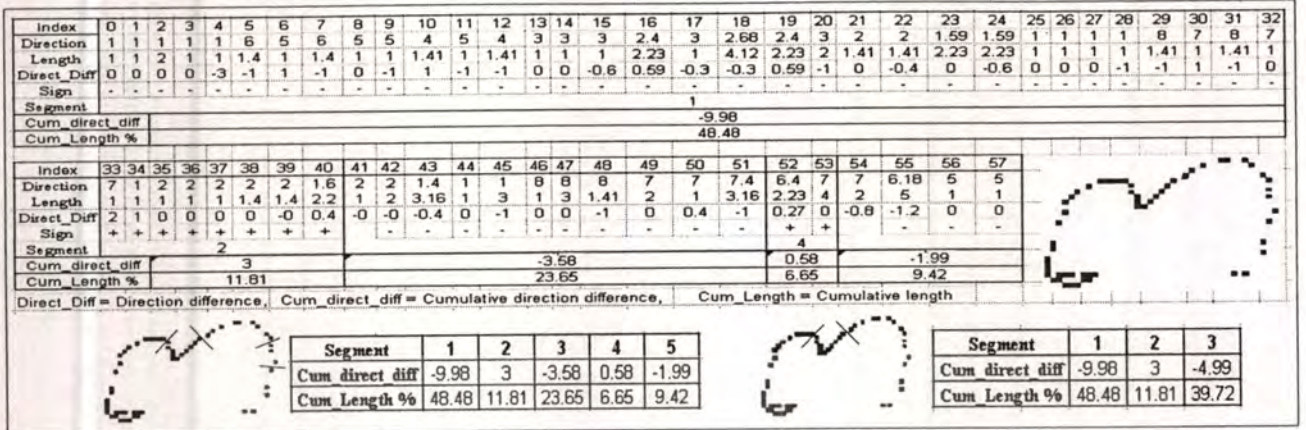 Index 0 1 2 3 4 5 6 7 8 9 10 11 12 13 14 15 16 17 18 19 20 21 22 23 24 25 26 27 28 29 30 31 32
Direction 1 1 1 1 1 6 5 6 5 5 4 5 4 3 3 3 2.4 3 2.68 2.4 3 2 2 1.59 1.59 1 1 1 1 8 7 8 7
Length 1 1 2 1 1 1.4 1 1.4 1 1 1.41 1 1.41 1 1 1 2.23 1 4.12 2.23 2 1.41 1.41 2.23 2.23 1 1 1 1 1.41 1 1.41 1
Direct_Diff 0 0 0 0 -3 -1 1 -1 0 -1 1 -1 -1 0 0 -0.6 0.59 -0.3 -0.3 0.59 -1 0 -0.4 0 -0.6 0 0 0 -1 -1 1 -1 0
Sign - - - - - - - - - - - - - - - - - - - - - - - - - - - - - - - - -
Segment 1
Cum_direct_diff -9.98
Cum_Length % 48.48
Index 33 34 35 36 37 38 39 40 41 42 43 44 45 46 47 48 49 50 51 52 53 54 55 56 57
Direction 7 1 2 2 2 2 2 1.6 2 2 1.4 1 1 8 8 8 7 7 7.4 6.4 7 7 6.18 5 5
Length 1 1 1 1 1 1.4 1.4 2.2 1 2 3.16 1 3 1 3 1.41 2 1 3.16 2.23 4 2 5 1 1
Direct_Diff 2 1 0 0 0 0 -0 0.4 -0 -0 -0.4 0 -1 0 0 -1 0 0.4 -1 0.27 0 -0.8 -1.2 0 0
Sign + + + + + + + + - - - - - - - - - - + + - - -
Segment 2 4
Cum_direct_diff 3 -3.58 0.58 -1.99
Cum_Length % 11.81 23.65 6.65 9.42
Direct_Diff = Direction difference, Cum_direct_diff = Cumulative direction difference, Cum_Length = Cumulative length
Segment 1 2 3 4 5
Cum_direct_diff -9.98 3 -3.58 0.58 -1.99
Cum_Length % 48.48 11.81 23.65 6.65 9.42
Segment 1 2 3
Cum_direct_diff -9.98 3 -4.99
Cum_Length % 48.48 11.81 39.72